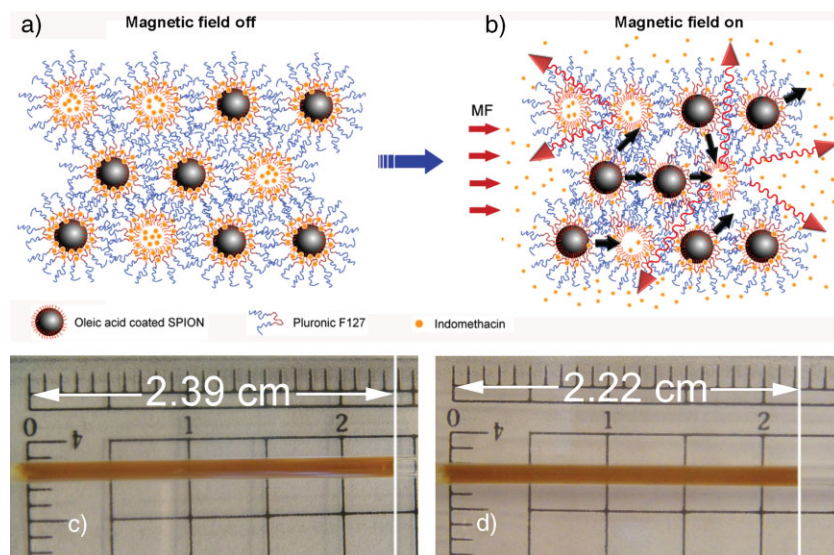 a)
Magnetic field off
b)
Magnetic field on
MF
Oleic acid coated SPION
Pluronic F127
Indomethacin
2.39 cm
0
1
2
4
c)
2.22 cm
0
1
2
4
d)